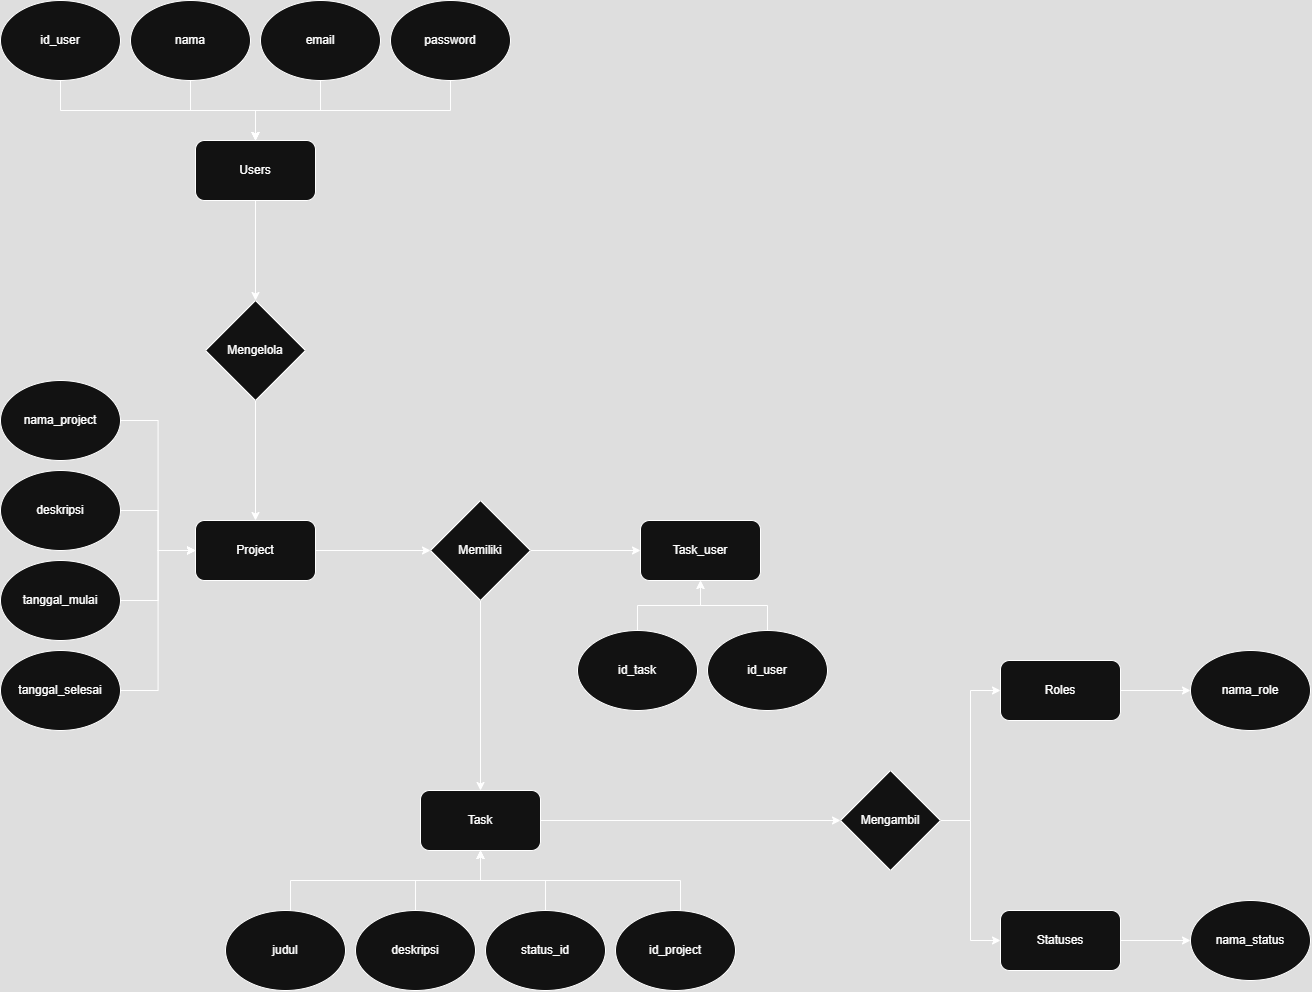 id_user
nama
email
password
Users
Mengelola
nama_project
deskripsi
tanggal_mulai
tanggal_selesai
Project
Memiliki
Task_user
id_task
id_user
Roles
nama_role
Task
Mengambil
judul
deskripsi
status_id
id_project
Statuses
nama_status